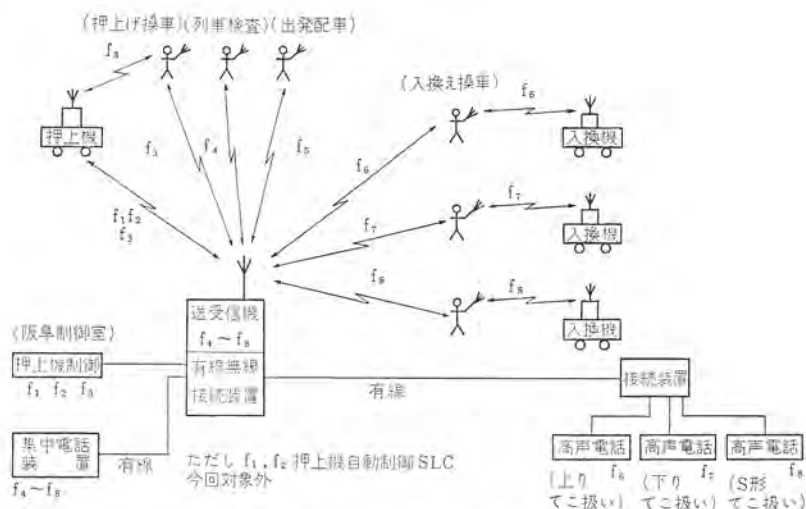 (押上げ操車)(列車検査)(出発配車)
f₃
押上機
f₃
f₄
f₅
f₁f₂
f₃
(入換え操車)
f₆
入換機
f₆
f₇
入換機
f₇
f₈
入換機
f₈
送受信機
f₄〜f₈
有線無線
接続装置
(阪阜制御室)
押上機制御
f₁ f₂ f₃
集中電話
装置
f₄〜f₈
有線
有線
接続装置
高声電話
f₆
(上り
てこ扱い)
高声電話
f₇
(下り
てこ扱い)
高声電話
f₈
(S形
てこ扱い)
ただし f₁,f₂ 押上機自動制御SLC
今回対象外